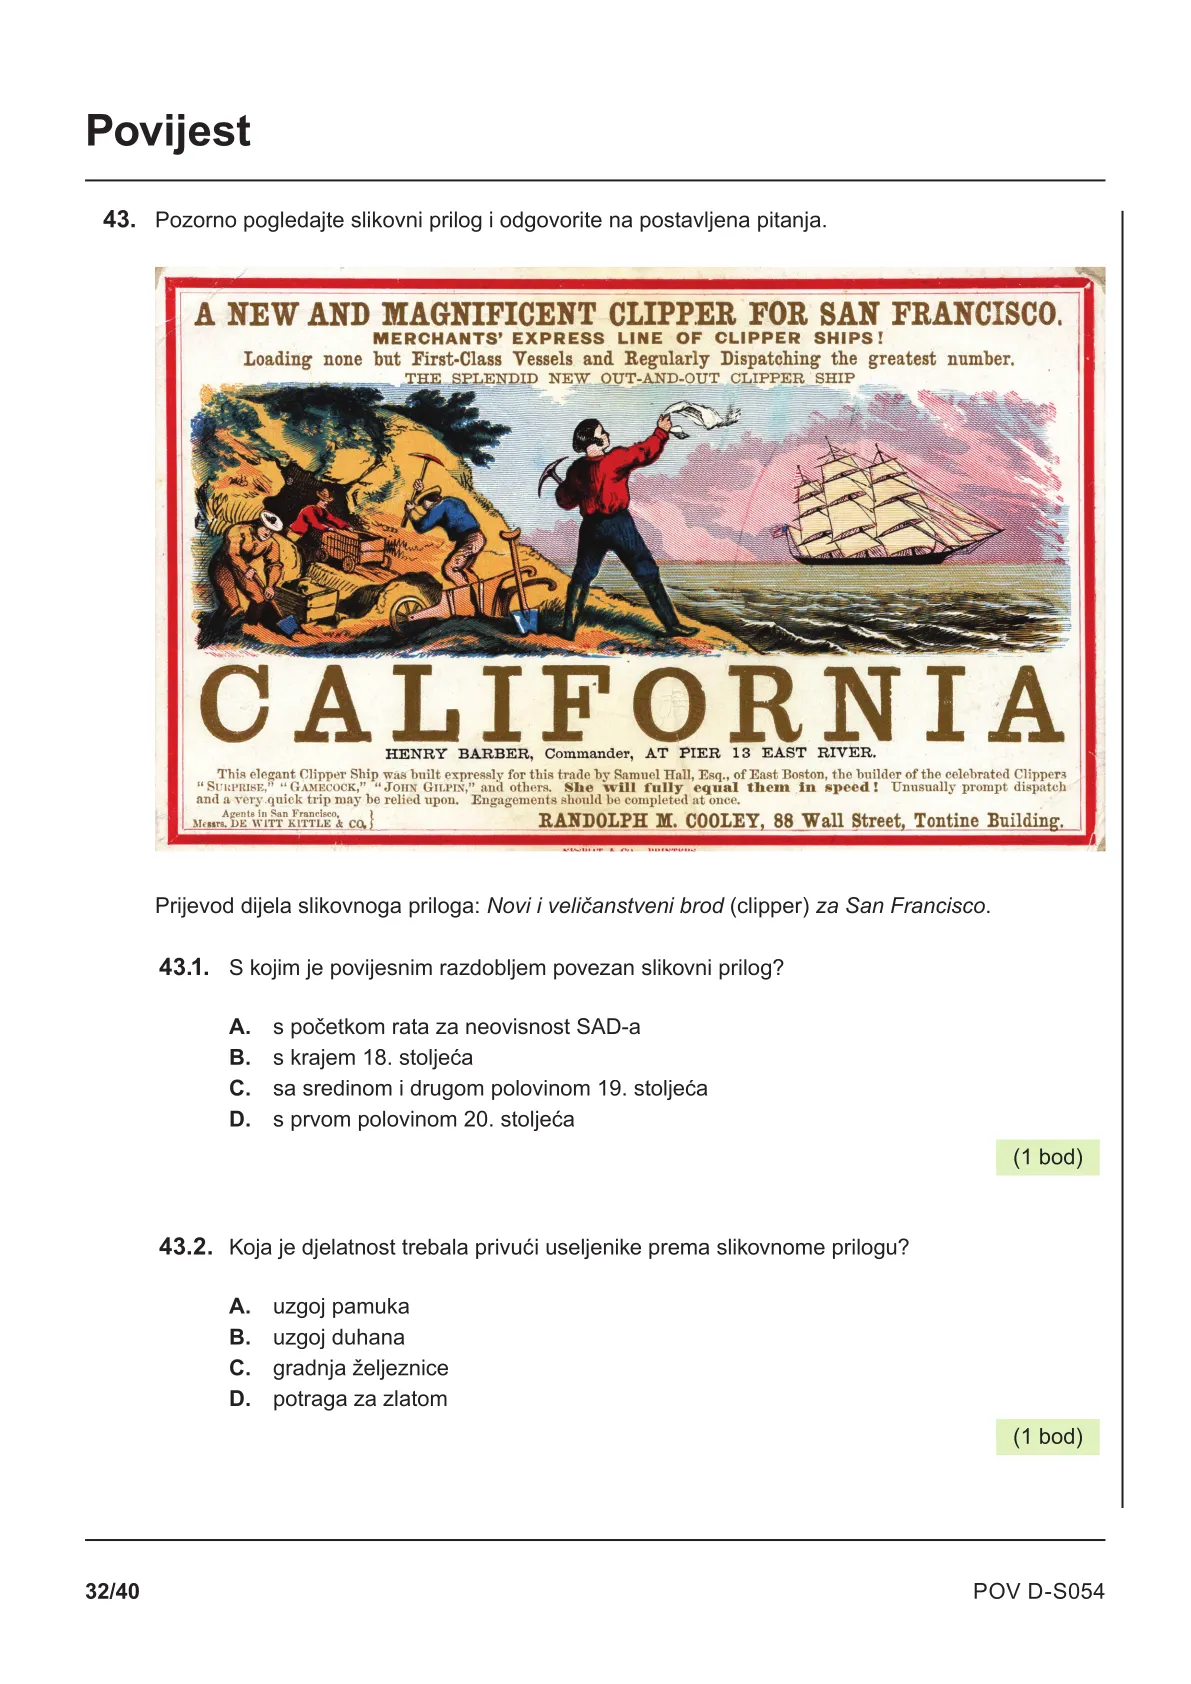 Povijest
43. Pozorno pogledajte slikovni prilog i odgovorite na postavljena pitanja.
A NEW AND MAGNIFICENT CLIPPER FOR SAN FRANCISCO.
MERCHANTS' EXPRESS LINE OF CLIPPER SHIPS!
Loading none but First-Class Vessels and Regularly Dispatching the greatest number.
THE SPLENDID NEW OUT-AND-OUT CLIPPER SHIP
CALIFORNIA
HENRY BARBER, Commander, AT PIER 13 EAST RIVER.
This elegant Clipper Ship was built expressly for this trade by Samuel Hall, Esq., of East Boston, the builder of the celebrated Clippers
"SURPRISE," "GAMECOCK," "JOHN GILPIN," and others. She will fully equal them in speed! Unusually prompt dispatch
and a very quick trip may be relied upon. Engagements should be completed at once.
Agents in San Francisco,
Messrs. DE WITT KITTLE & CO.}
RANDOLPH M. COOLEY, 88 Wall Street, Tontine Building.
Prijevod dijela slikovnoga priloga: Novi i veličanstveni brod (clipper) za San Francisco.
43.1. S kojim je povijesnim razdobljem povezan slikovni prilog?
A. s početkom rata za neovisnost SAD-a
B. s krajem 18. stoljeća
C. sa sredinom i drugom polovinom 19. stoljeća
D. s prvom polovinom 20. stoljeća
(1 bod)
43.2. Koja je djelatnost trebala privući useljenike prema slikovnome prilogu?
A. uzgoj pamuka
B. uzgoj duhana
C. gradnja željeznice
D. potraga za zlatom
(1 bod)
32/40
POV D-S054